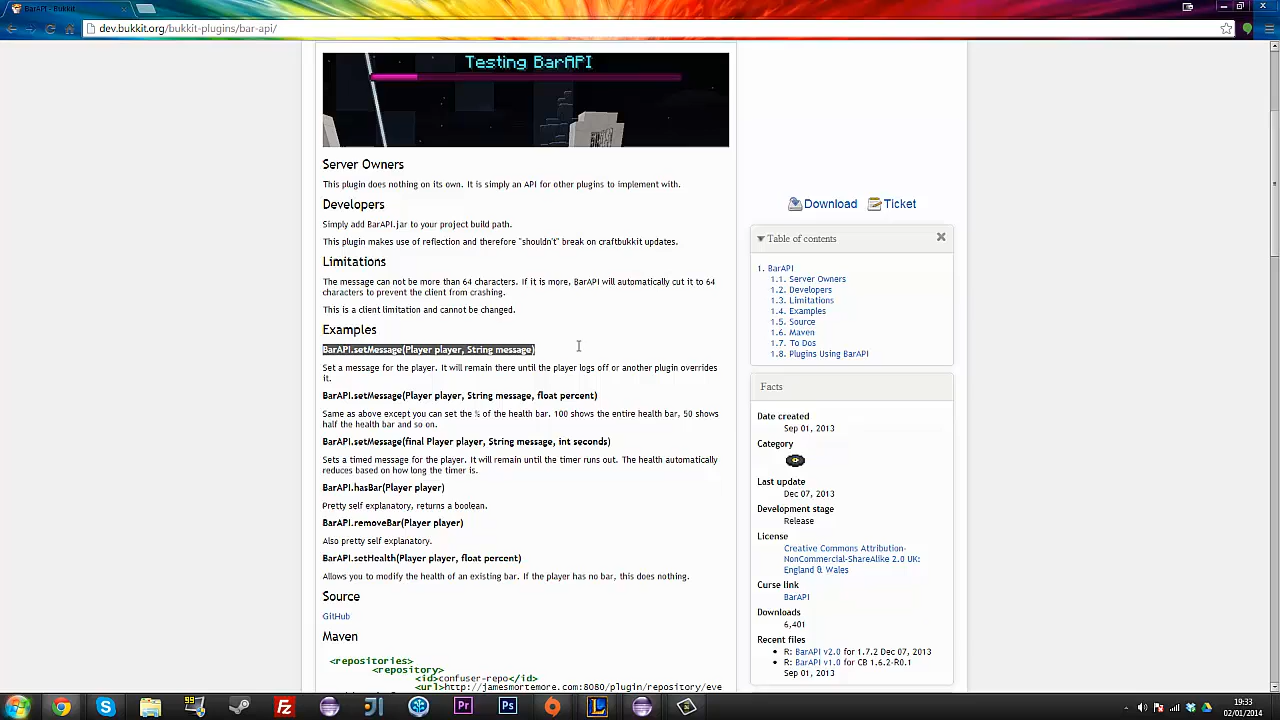 BarAPI - Bukkit
dev.bukkit.org/bukkit-plugins/bar-api/
Testing BarAPI
Server Owners
This plugin does nothing on its own. It is simply an API for other plugins to implement with.
Developers
Simply add BarAPI.jar to your project build path.
This plugin makes use of reflection and therefore "shouldn't" break on craftbukkit updates.
Limitations
The message can not be more than 64 characters. If it is more, BarAPI will automatically cut it to 64
characters to prevent the client from crashing.
This is a client limitation and cannot be changed.
Examples
BarAPI.setMessage(Player player, String message)
Set a message for the player. It will remain there until the player logs off or another plugin overrides
it.
BarAPI.setMessage(Player player, String message, float percent)
Same as above except you can set the % of the health bar. 100 shows the entire health bar, 50 shows
half the health bar and so on.
BarAPI.setMessage(final Player player, String message, int seconds)
Sets a timed message for the player. It will remain until the timer runs out. The health automatically
reduces based on how long the timer is.
BarAPI.hasBar(Player player)
Pretty self explanatory, returns a boolean.
BarAPI.removeBar(Player player)
Also pretty self explanatory.
BarAPI.setHealth(Player player, float percent)
Allows you to modify the health of an existing bar. If the player has no bar, this does nothing.
Source
GitHub
Maven
<repositories>
<repository>
<id>confuser-repo</id>
<url>http://jamesmortemore.com:8080/plugin/repository/eve
Download
Ticket
Table of contents
1. BarAPI
1.1. Server Owners
1.2. Developers
1.3. Limitations
1.4. Examples
1.5. Source
1.6. Maven
1.7. To Dos
1.8. Plugins Using BarAPI
Facts
Date created
Sep 01, 2013
Category
Last update
Dec 07, 2013
Development stage
Release
License
Creative Commons Attribution-
NonCommercial-ShareAlike 2.0 UK:
England & Wales
Curse link
BarAPI
Downloads
6,401
Recent files
R: BarAPI v2.0 for 1.7.2 Dec 07, 2013
R: BarAPI v1.0 for CB 1.6.2-R0.1
Sep 01, 2013
99
19:33
02/02/2014